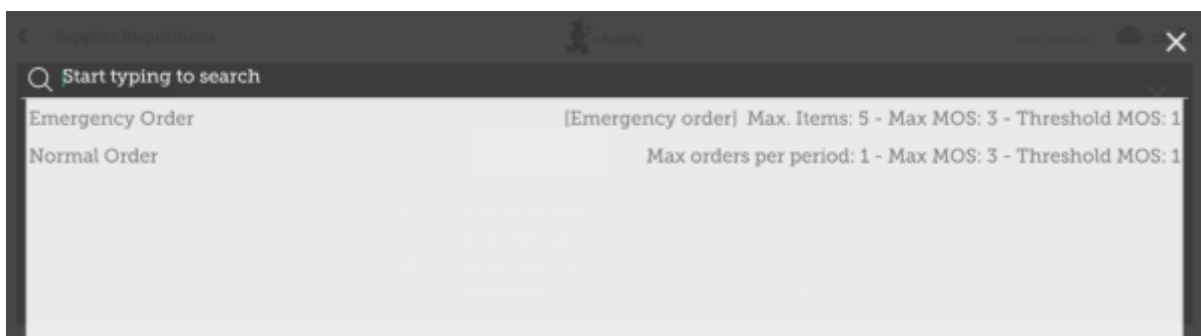 Supplier Requisitions
Supply
Start typing to search
Emergency Order [Emergency order] Max. Items: 5 - Max MOS: 3 - Threshold MOS: 1
Normal Order Max orders per period: 1 - Max MOS: 3 - Threshold MOS: 1